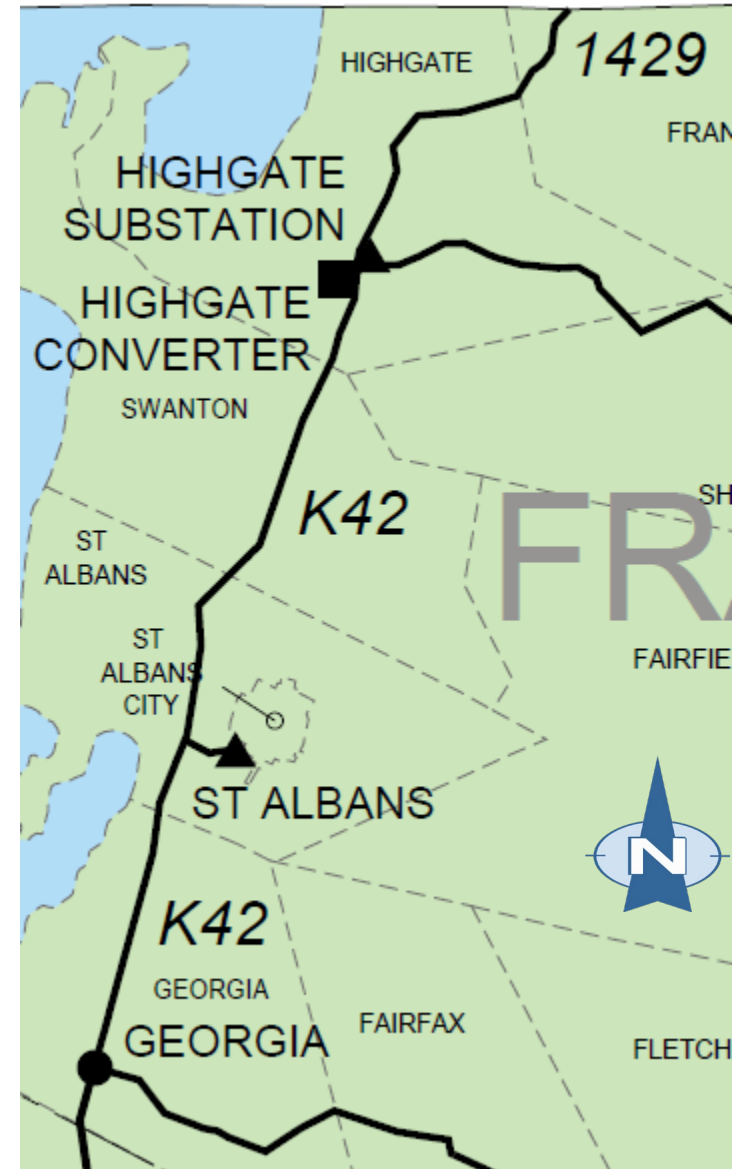 HIGHGATE
1429
FRAN
HIGHGATE
SUBSTATION
HIGHGATE
CONVERTER
SWANTON
K42
SH
FRA
ST
ALBANS
ST
ALBANS
CITY
FAIRFIE
ST ALBANS
N
K42
GEORGIA
GEORGIA
FAIRFAX
FLETCH